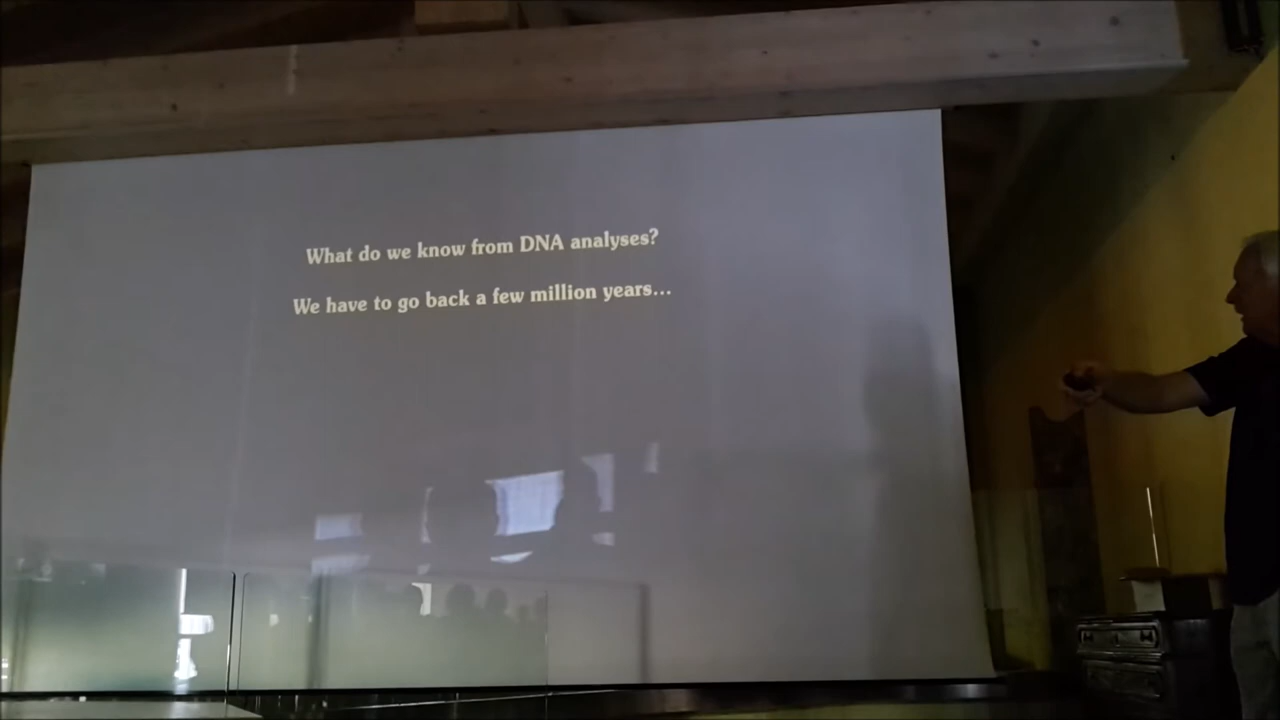 What do we know from DNA analyses?
We have to go back a few million years...